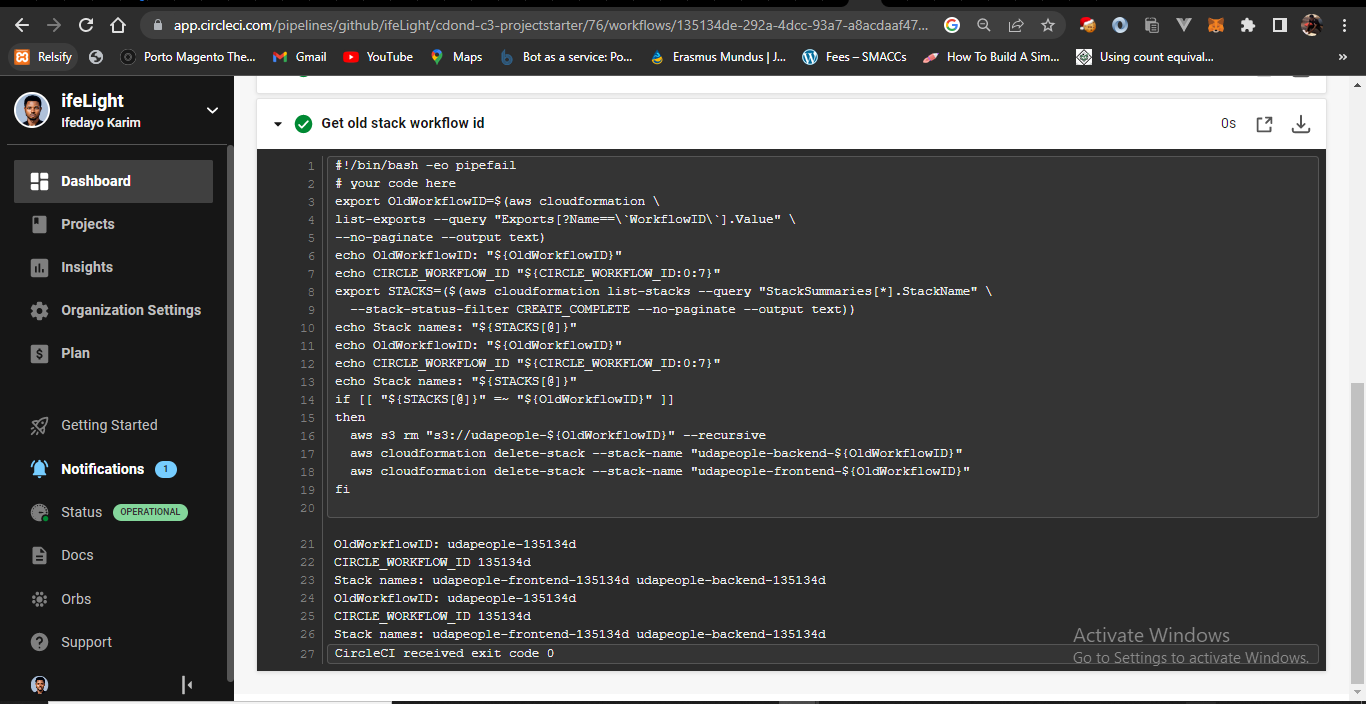 app.circleci.com/pipelines/github/ifeLight/cdond-c3-projectstarter/76/workflows/135134de-292a-4dcc-93a7-a8acdaaf47...
Relsify
Porto Magento The...
Gmail
YouTube
Maps
Bot as a service: Po...
Erasmus Mundus | J...
Fees – SMACCs
How To Build A Sim...
Using count equival...
»
ifeLight
Ifedayo Karim
Dashboard
Projects
Insights
Organization Settings
Plan
Getting Started
Notifications 1
Status OPERATIONAL
Docs
Orbs
Support
Get old stack workflow id
0s
1 #!/bin/bash -eo pipefail
2 # your code here
3 export OldWorkflowID=$(aws cloudformation \
4 list-exports --query "Exports[?Name==\`WorkflowID\`].Value" \
5 --no-paginate --output text)
6 echo OldWorkflowID: "${OldWorkflowID}"
7 echo CIRCLE_WORKFLOW_ID "${CIRCLE_WORKFLOW_ID:0:7}"
8 export STACKS=($(aws cloudformation list-stacks --query "StackSummaries[*].StackName" \
9   --stack-status-filter CREATE_COMPLETE --no-paginate --output text))
10 echo Stack names: "${STACKS[@]}"
11 echo OldWorkflowID: "${OldWorkflowID}"
12 echo CIRCLE_WORKFLOW_ID "${CIRCLE_WORKFLOW_ID:0:7}"
13 echo Stack names: "${STACKS[@]}"
14 if [[ "${STACKS[@]}" =~ "${OldWorkflowID}" ]]
15 then
16   aws s3 rm "s3://udapeople-${OldWorkflowID}" --recursive
17   aws cloudformation delete-stack --stack-name "udapeople-backend-${OldWorkflowID}"
18   aws cloudformation delete-stack --stack-name "udapeople-frontend-${OldWorkflowID}"
19 fi
20
21 OldWorkflowID: udapeople-135134d
22 CIRCLE_WORKFLOW_ID 135134d
23 Stack names: udapeople-frontend-135134d udapeople-backend-135134d
24 OldWorkflowID: udapeople-135134d
25 CIRCLE_WORKFLOW_ID 135134d
26 Stack names: udapeople-frontend-135134d udapeople-backend-135134d
27 CircleCI received exit code 0
Activate Windows
Go to Settings to activate Windows.